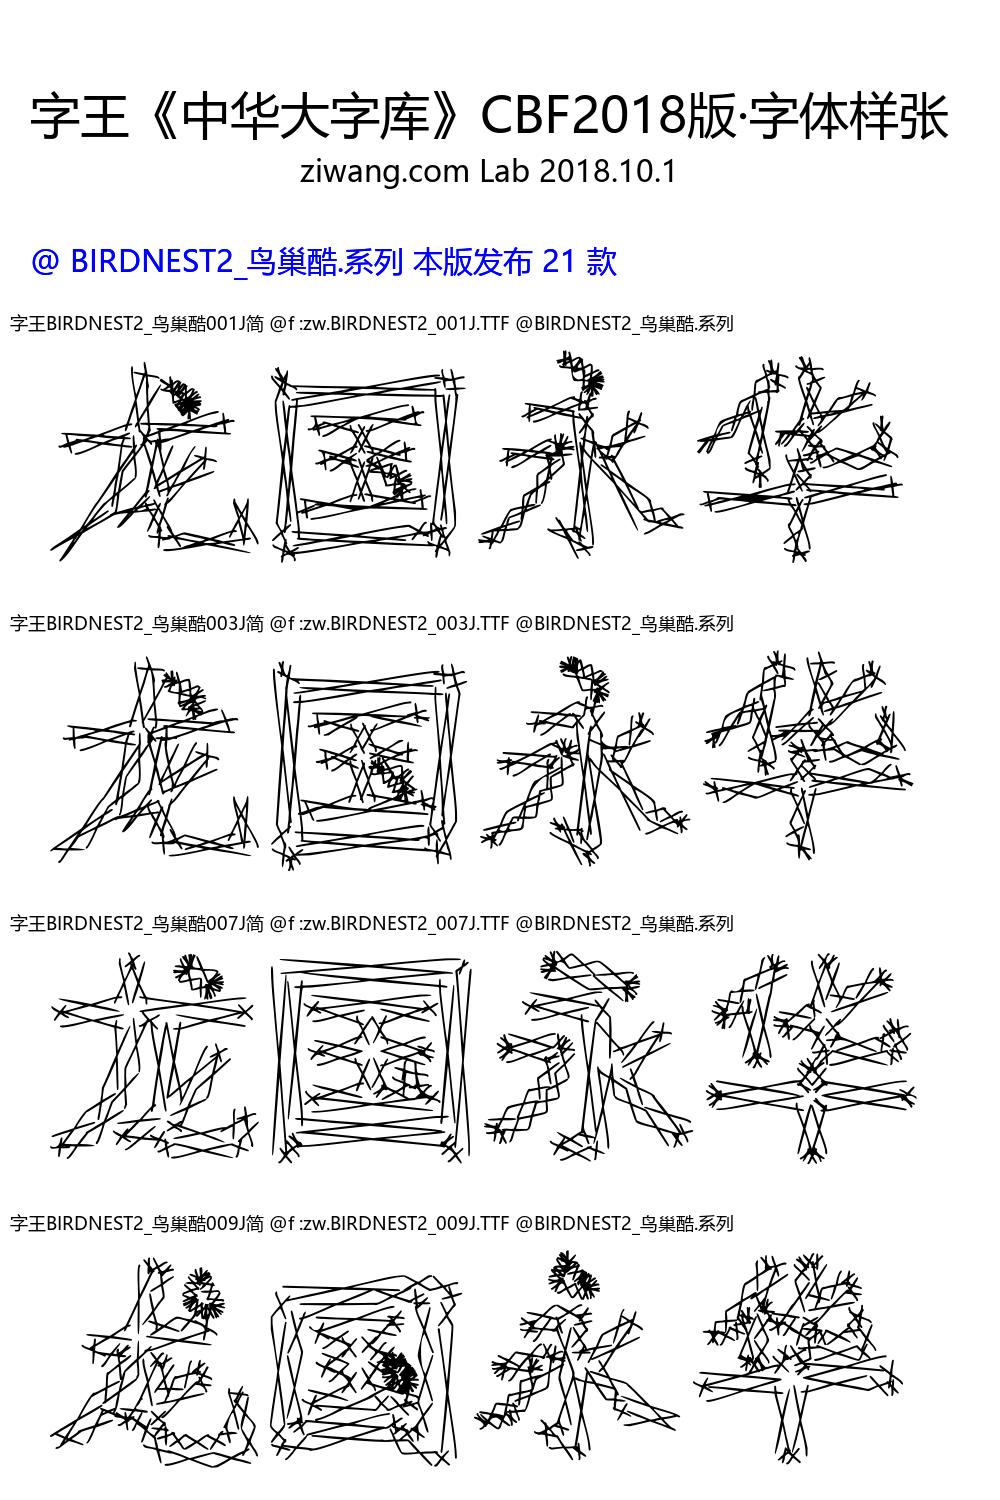 字王《中华大字库》CBF2018版·字体样张
ziwang.com Lab 2018.10.1
@ BIRDNEST2_鸟巢酷.系列 本版发布 21 款
字王BIRDNEST2_鸟巢酷001J简 @f :zw.BIRDNEST2_001J.TTF @BIRDNEST2_鸟巢酷.系列
龙国永华
字王BIRDNEST2_鸟巢酷003J简 @f :zw.BIRDNEST2_003J.TTF @BIRDNEST2_鸟巢酷.系列
龙国永华
字王BIRDNEST2_鸟巢酷007J简 @f :zw.BIRDNEST2_007J.TTF @BIRDNEST2_鸟巢酷.系列
龙国永华
字王BIRDNEST2_鸟巢酷009J简 @f :zw.BIRDNEST2_009J.TTF @BIRDNEST2_鸟巢酷.系列
龙国永华